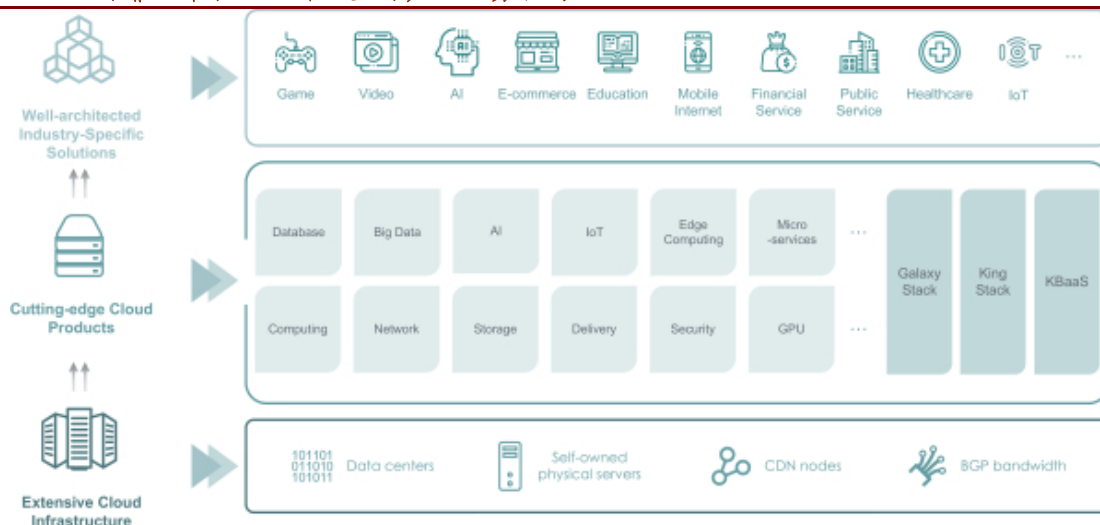 Game
Video
AI
AI
E-commerce
Education
Mobile
Internet
Financial
Service
Public
Service
Healthcare
IOT
IoT
...
Well-architected
Industry-Specific
Solutions
Database
Big Data
AI
IoT
Edge
Computing
Micro
-services
...
Galaxy
Stack
King
Stack
KBaaS
Cutting-edge Cloud
Products
Computing
Network
Storage
Delivery
Security
GPU
...
101101
011010
101011
Data centers
Self-owned
physical servers
CDN nodes
BGP bandwidth
Extensive Cloud
Infrastructure